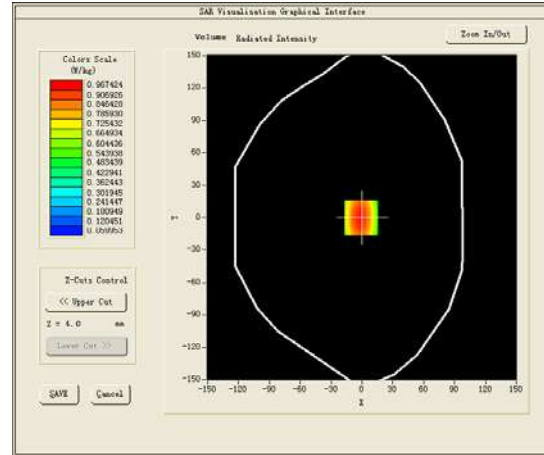 SAR Visualisation Graphical Interface
Volume Radiated Intensity
Zoom In/Out
Colors Scale
(W/kg)
0.967424
0.906926
0.846428
0.785930
0.725432
0.664934
0.604436
0.543938
0.483439
0.422941
0.362443
0.301945
0.241447
0.180949
0.120451
0.059953
150
120
90
60
30
0
-30
-60
-90
-120
-150
Y
-150 -120 -90 -60 -30 0 30 60 90 120 150
X
Z-Cuts Control
<< Upper Cut
Z = 4.0 mm
Lower Cut >>
SAVE Cancel